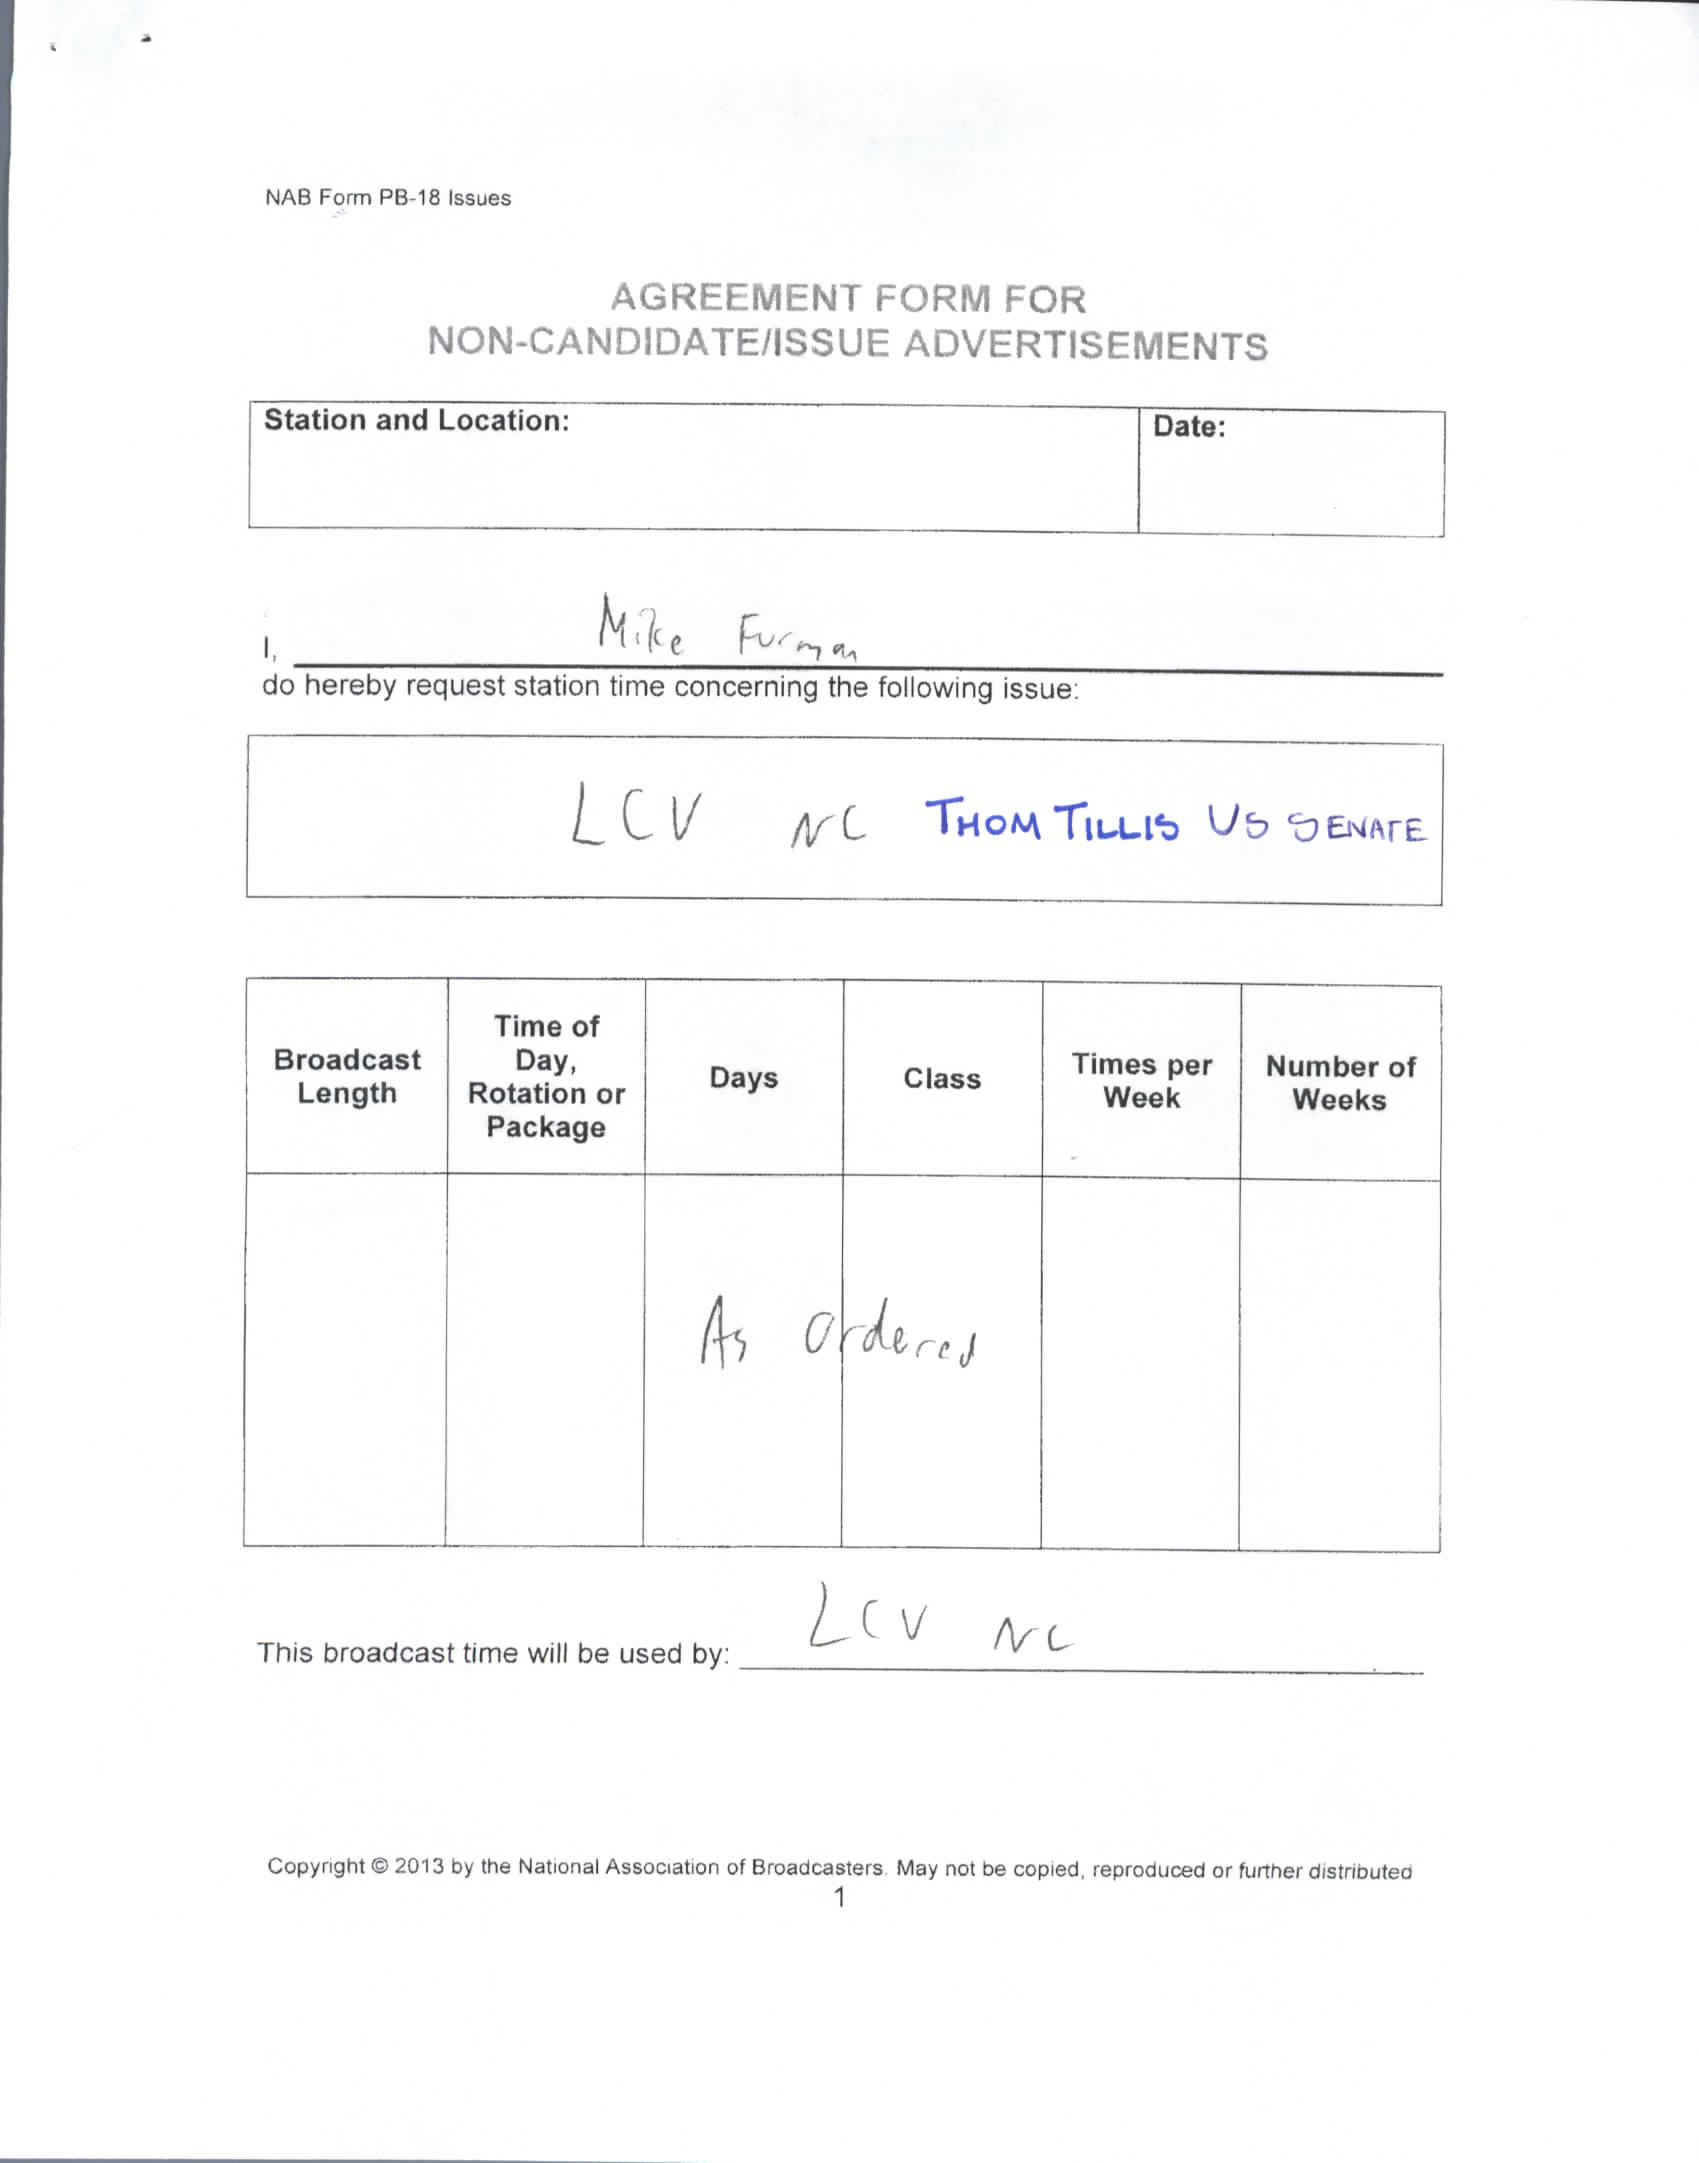 NAB Form PB-18 Issues
AGREEMENT FORM FOR
NON-CANDIDATE/ISSUE ADVERTISEMENTS
Station and Location:
Date:
I, Mike Furman
do hereby request station time concerning the following issue:
LCV NC THOM TILLIS US SENATE
Broadcast
Length
Time of
Day,
Rotation or
Package
Days
Class
Times per
Week
Number of
Weeks
As Ordered
This broadcast time will be used by: LCV NC
Copyright © 2013 by the National Association of Broadcasters. May not be copied, reproduced or further distributed
1